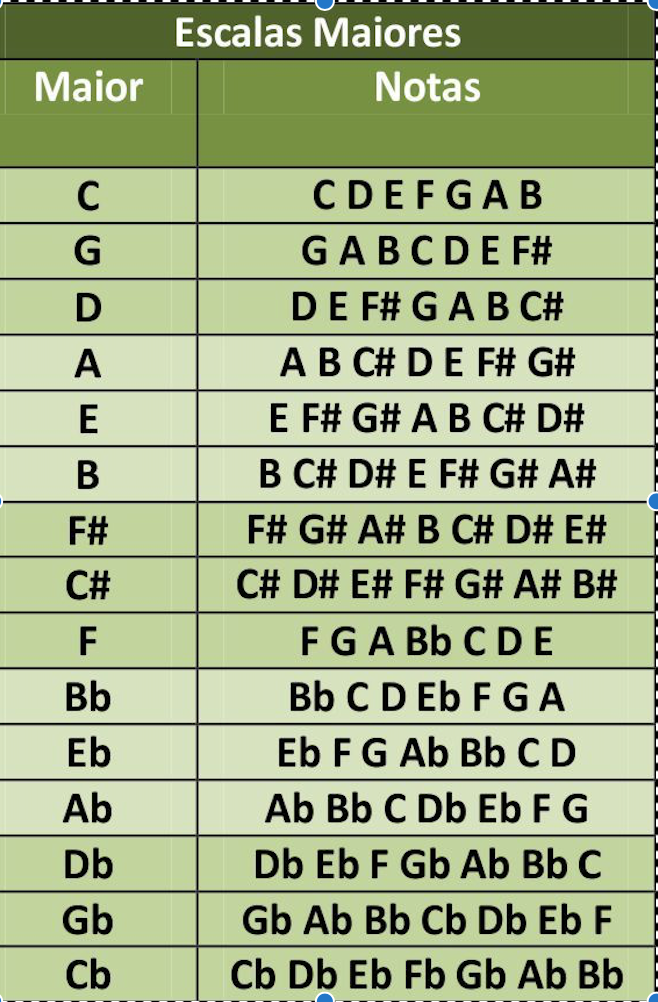 Escalas Maiores
Maior Notas
C C D E F G A B
G G A B C D E F#
D D E F# G A B C#
A A B C# D E F# G#
E E F# G# A B C# D#
B B C# D# E F# G# A#
F# F# G# A# B C# D# E#
C# C# D# E# F# G# A# B#
F F G A Bb C D E
Bb Bb C D Eb F G A
Eb Eb F G Ab Bb C D
Ab Ab Bb C Db Eb F G
Db Db Eb F Gb Ab Bb C
Gb Gb Ab Bb Cb Db Eb F
Cb Cb Db Eb Fb Gb Ab Bb